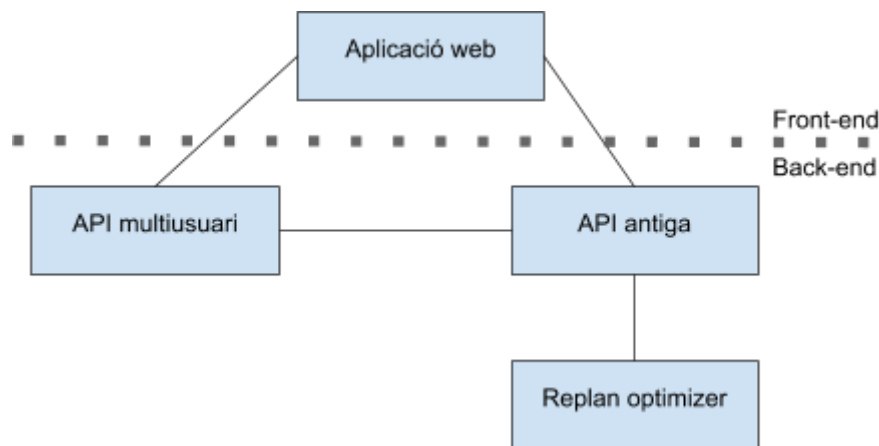 Aplicació web
Front-end
Back-end
API multiusuari
API antiga
Replan optimizer